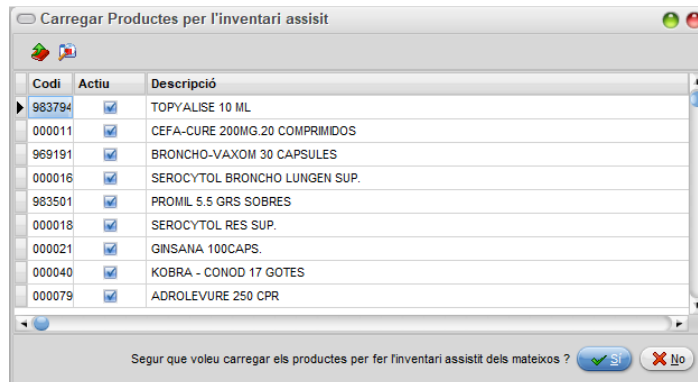 Carregar Productes per l'inventari assisit
Codi Actiu Descripció
983794 TOPYALISE 10 ML
000011 CEFA-CURE 200MG.20 COMPRIMIDOS
969191 BRONCHO-VAXOM 30 CAPSULES
000016 SEROCYTOL BRONCHO LUNGEN SUP.
983501 PROMIL 5.5 GRS SOBRES
000018 SEROCYTOL RES SUP.
000021 GINSANA 100CAPS.
000040 KOBRA - CONOD 17 GOTES
000079 ADROLEVURE 250 CPR
Segur que voleu carregar els productes per fer l'inventari assistit dels mateixos ? Sí No